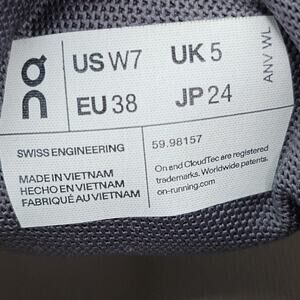 US W7 UK 5
EU 38 JP 24
ANV WL
SWISS ENGINEERING
59.98157
MADE IN VIETNAM
HECHO EN VIETNAM
FABRIQUÉ AU VIETNAM
On and CloudTec are registered
trademarks. Worldwide patents.
on-running.com